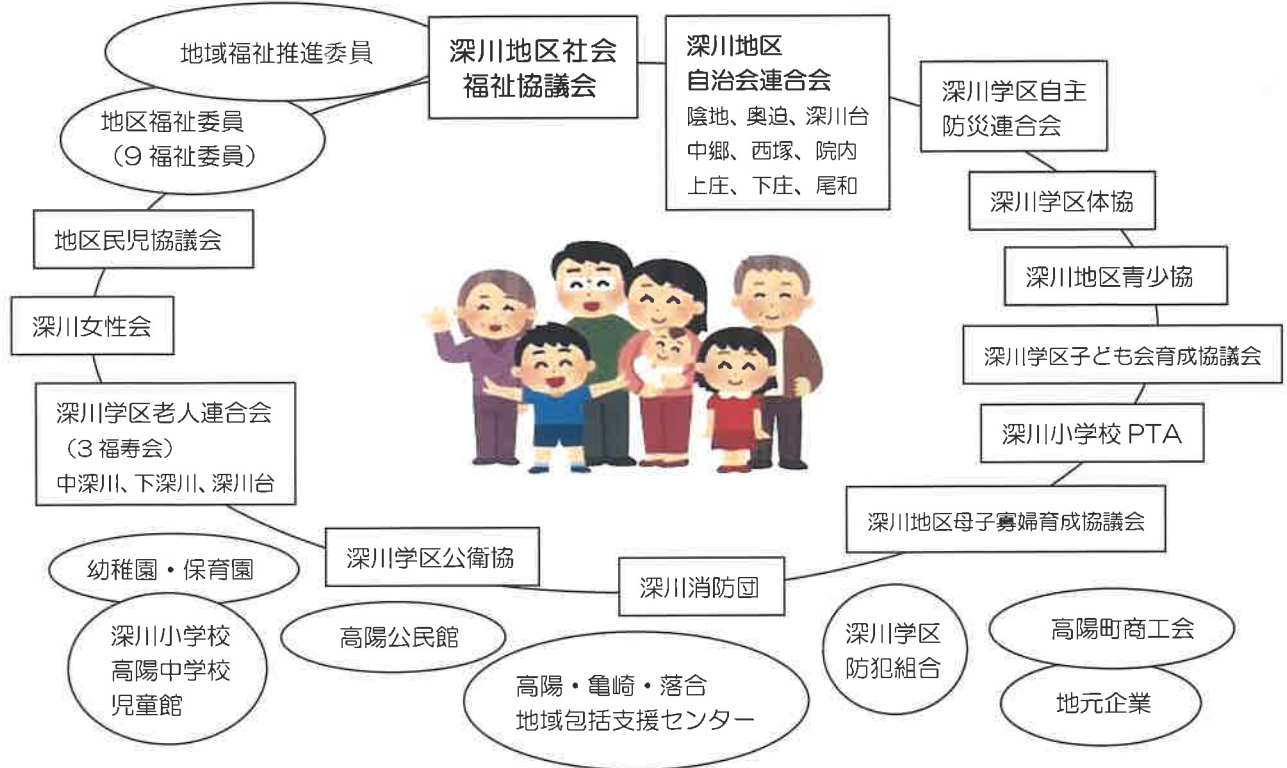 地域福祉推進委員
深川地区社会
福祉協議会
深川地区
自治会連合会
陰地、奥迫、深川台
中郷、西塚、院内
上庄、下庄、尾和
深川学区自主
防災連合会
地区福祉委員
（9福祉委員）
深川学区体協
地区民児協議会
深川地区青少協
深川女性会
深川学区子ども会育成協議会
深川学区老人連合会
（3福寿会）
中深川、下深川、深川台
深川小学校 PTA
深川地区母子寡婦育成協議会
深川学区公衛協
深川消防団
幼稚園・保育園
深川小学校
高陽中学校
児童館
高陽公民館
高陽・亀崎・落合
地域包括支援センター
深川学区
防犯組合
高陽町商工会
地元企業